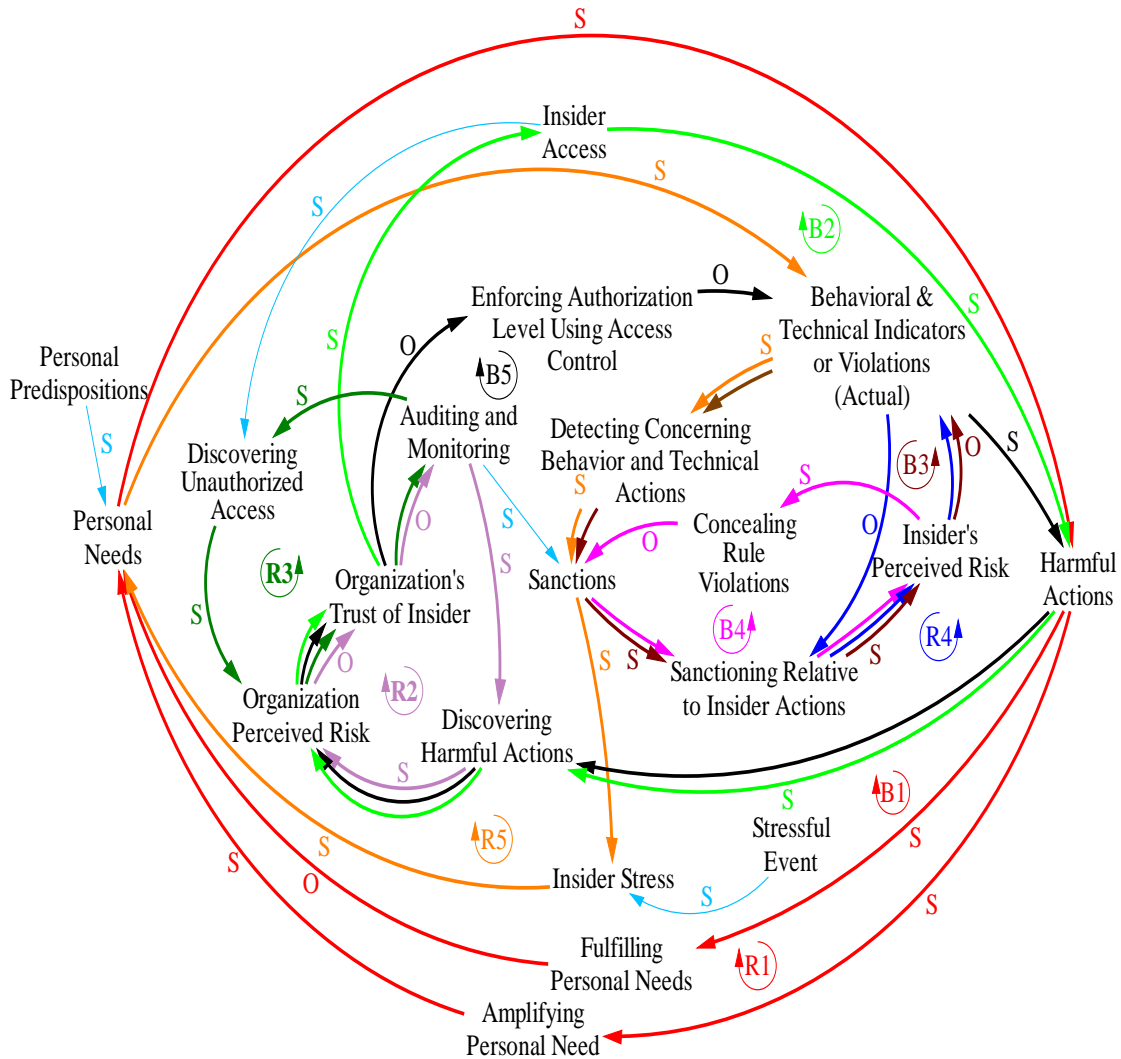 S
Insider
Access
S
S
B2
O
Enforcing Authorization
Level Using Access
Control
Behavioral &
Technical Indicators
or Violations
(Actual)
S
S
O
Personal
Predispositions
B5
S
S
Auditing and
Monitoring
Detecting Concerning
Behavior and Technical
Actions
S
S
B3
O
S
Discovering
Unauthorized
Access
S
Personal
Needs
O
S
S
O
Concealing
Rule
Violations
O
Insider's
Perceived Risk
Harmful
Actions
R3
Organization's
Trust of Insider
S
Sanctions
S
B4
R4
O
S
S
S
Sanctioning Relative
to Insider Actions
Organization
Perceived Risk
R2
Discovering
Harmful Actions
S
S
B1
R5
S
Stressful
Event
S
S
O
Insider Stress
S
S
Fulfilling
Personal Needs
R1
Amplifying
Personal Need